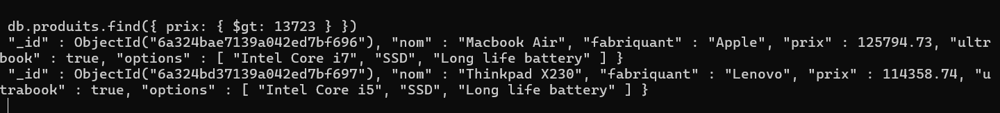 db.produits.find({ prix: { $gt: 13723 } })
"_id" : ObjectId("6a324bae7139a042ed7bf696"), "nom" : "Macbook Air", "fabriquant" : "Apple", "prix" : 125794.73, "ultr
book" : true, "options" : [ "Intel Core i7", "SSD", "Long life battery" ] }
"_id" : ObjectId("6a324bd37139a042ed7bf697"), "nom" : "Thinkpad X230", "fabriquant" : "Lenovo", "prix" : 114358.74, "u
trabook" : true, "options" : [ "Intel Core i5", "SSD", "Long life battery" ] }